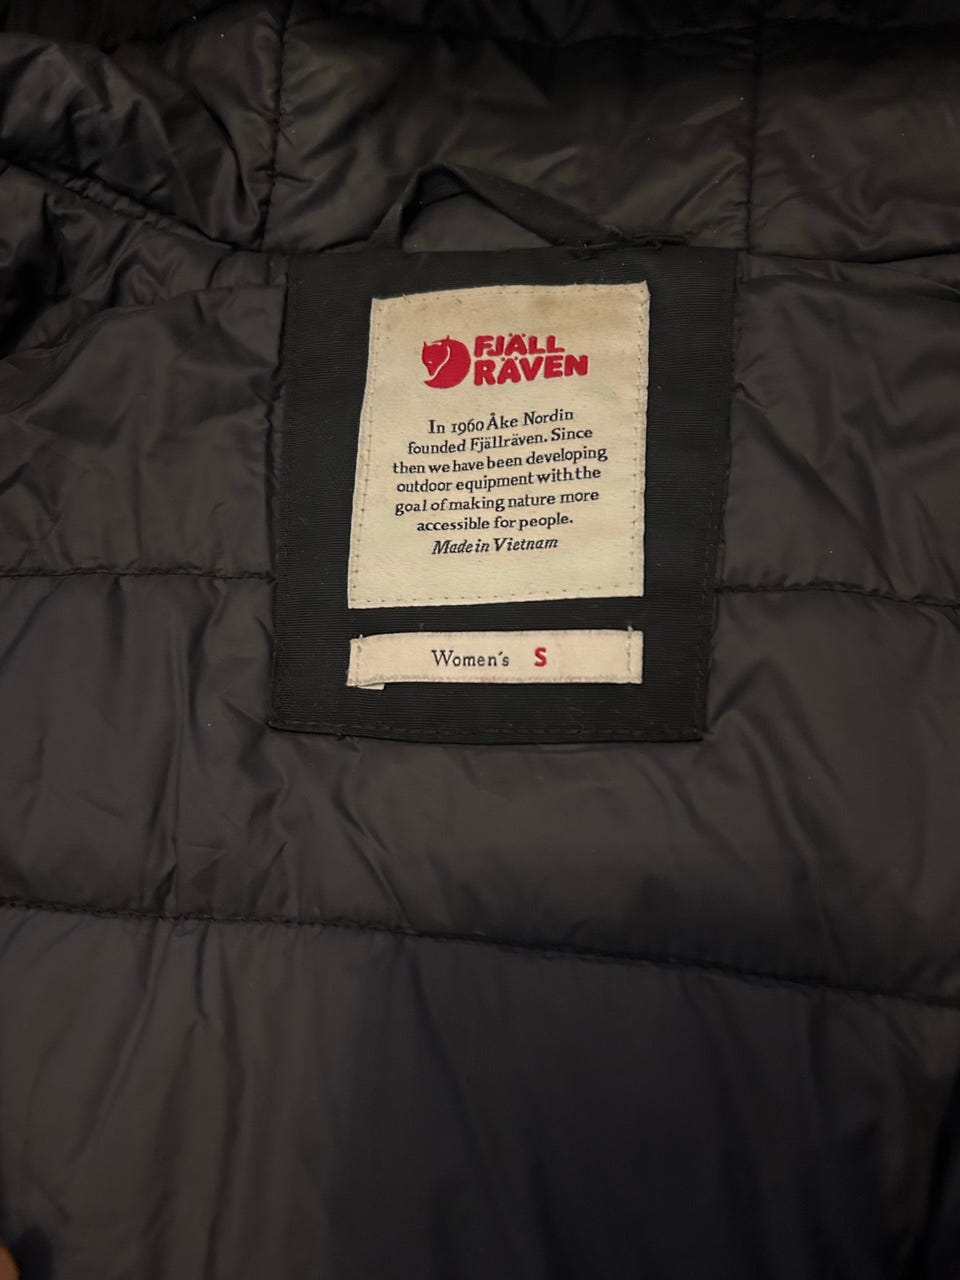 FJÄLL
RÄVEN
In 1960 Åke Nordin
founded Fjällräven. Since
then we have been developing
outdoor equipment with the
goal of making nature more
accessible for people.
Made in Vietnam
Women´s S